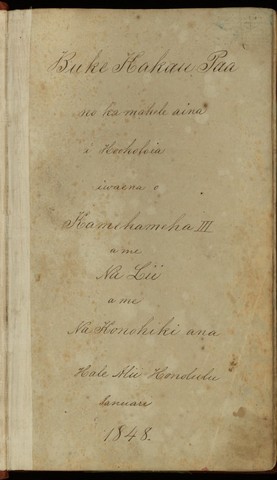 Buke Kakau Paa
no ka mahele aina
i Hooholoia
iwaena o
Kamehameha III
a me
Na Lii
a me
Na Konohiki ana
Hale Alii Honolulu
Ianuari
1848.